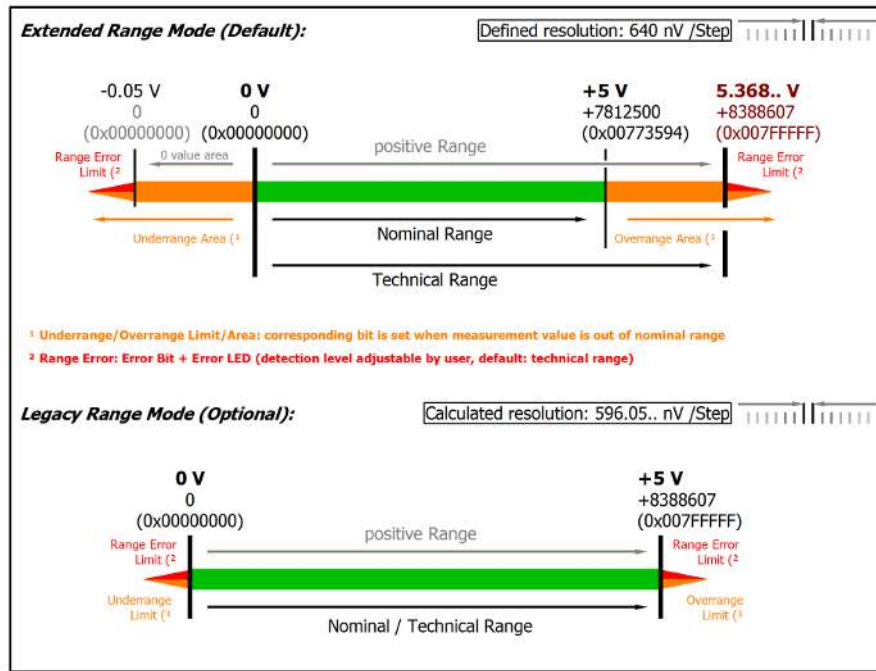 Extended Range Mode (Default):
Defined resolution: 640 nV /Step
-0.05 V
0
(0x00000000)
0 V
0
(0x00000000)
+5 V
+7812500
(0x00773594)
5.368.. V
+8388607
(0x007FFFFF)
Range Error
Limit (²
0 value area
positive Range
Range Error
Limit (²
Underrange Area (¹
Nominal Range
Overrange Area (¹
Technical Range
¹ Underrange/Overrange Limit/Area: corresponding bit is set when measurement value is out of nominal range
² Range Error: Error Bit + Error LED (detection level adjustable by user, default: technical range)
Legacy Range Mode (Optional):
Calculated resolution: 596.05.. nV /Step
0 V
0
(0x00000000)
+5 V
+8388607
(0x007FFFFF)
Range Error
Limit (²
positive Range
Range Error
Limit (²
Underrange
Limit (¹
Nominal / Technical Range
Overrange
Limit (¹